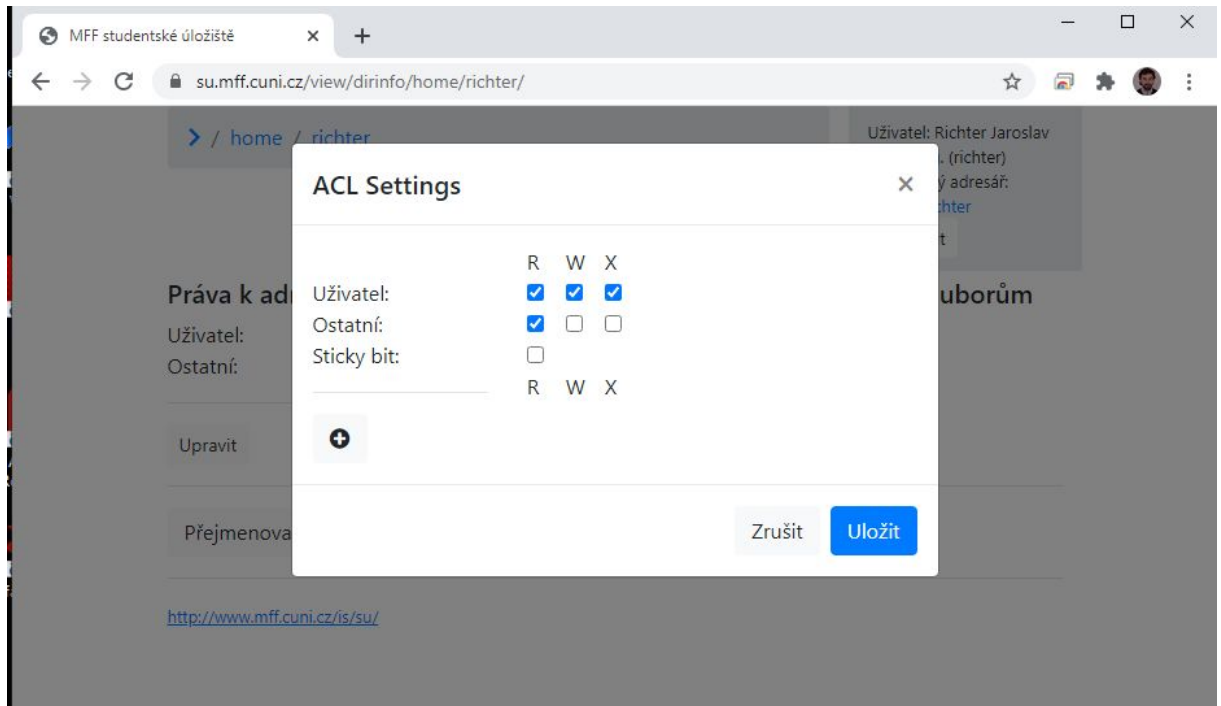 MFF studentské úložiště
su.mff.cuni.cz/view/dirinfo/home/richter/
/ home / richter
Uživatel: Richter Jaroslav
. (richter)
ý adresář:
chter
t
ACL Settings
R W X
Uživatel:
Ostatní:
Sticky bit:
R W X
Práva k adr
uborům
Uživatel:
Ostatní:
Upravit
Přejmenova
Zrušit
Uložit
http://www.mff.cuni.cz/is/su/